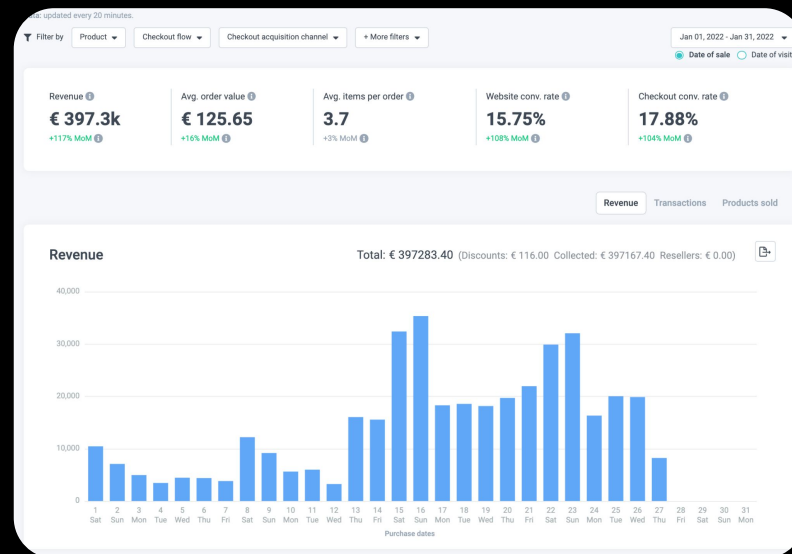 updated every 20 minutes.
Filter by Product Checkout flow Checkout acquisition channel + More filters Jan 01, 2022 - Jan 31, 2022
Date of sale Date of visit
Revenue Avg. order value Avg. items per order Website conv. rate Checkout conv. rate
€ 397.3k € 125.65 3.7 15.75% 17.88%
+117% MoM +16% MoM +3% MoM +108% MoM +104% MoM
Revenue Transactions Products sold
Revenue Total: € 397283.40 (Discounts: € 116.00 Collected: € 397167.40 Resellers: € 0.00)
40,000
30,000
20,000
10,000
0
1 2 3 4 5 6 7 8 9 10 11 12 13 14 15 16 17 18 19 20 21 22 23 24 25 26 27 28 29 30 31
Sat Sun Mon Tue Wed Thu Fri Sat Sun Mon Tue Wed Thu Fri Sat Sun Mon Tue Wed Thu Fri Sat Sun Mon Tue Wed Thu Fri Sat Sun Mon
Purchase dates